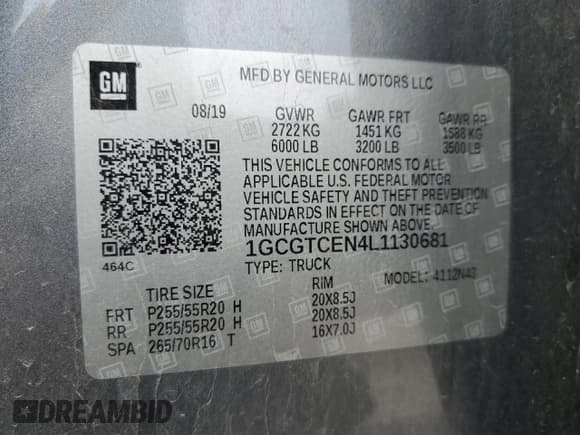 GM
MFD BY GENERAL MOTORS LLC
08/19 GVWR GAWR FRT GAWR RR
2722 KG 1451 KG 1588 KG
6000 LB 3200 LB 3500 LB
THIS VEHICLE CONFORMS TO ALL
APPLICABLE U.S. FEDERAL MOTOR
VEHICLE SAFETY AND THEFT PREVENTION
STANDARDS IN EFFECT ON THE DATE OF
MANUFACTURE SHOWN ABOVE.
464C 1GCGTCEN4L1130681
TYPE: TRUCK MODEL: 4112N43
TIRE SIZE RIM
FRT P255/55R20 H 20X8.5J
RR P255/55R20 H 20X8.5J
SPA 265/70R16 T 16X7.0J
DREAMBID